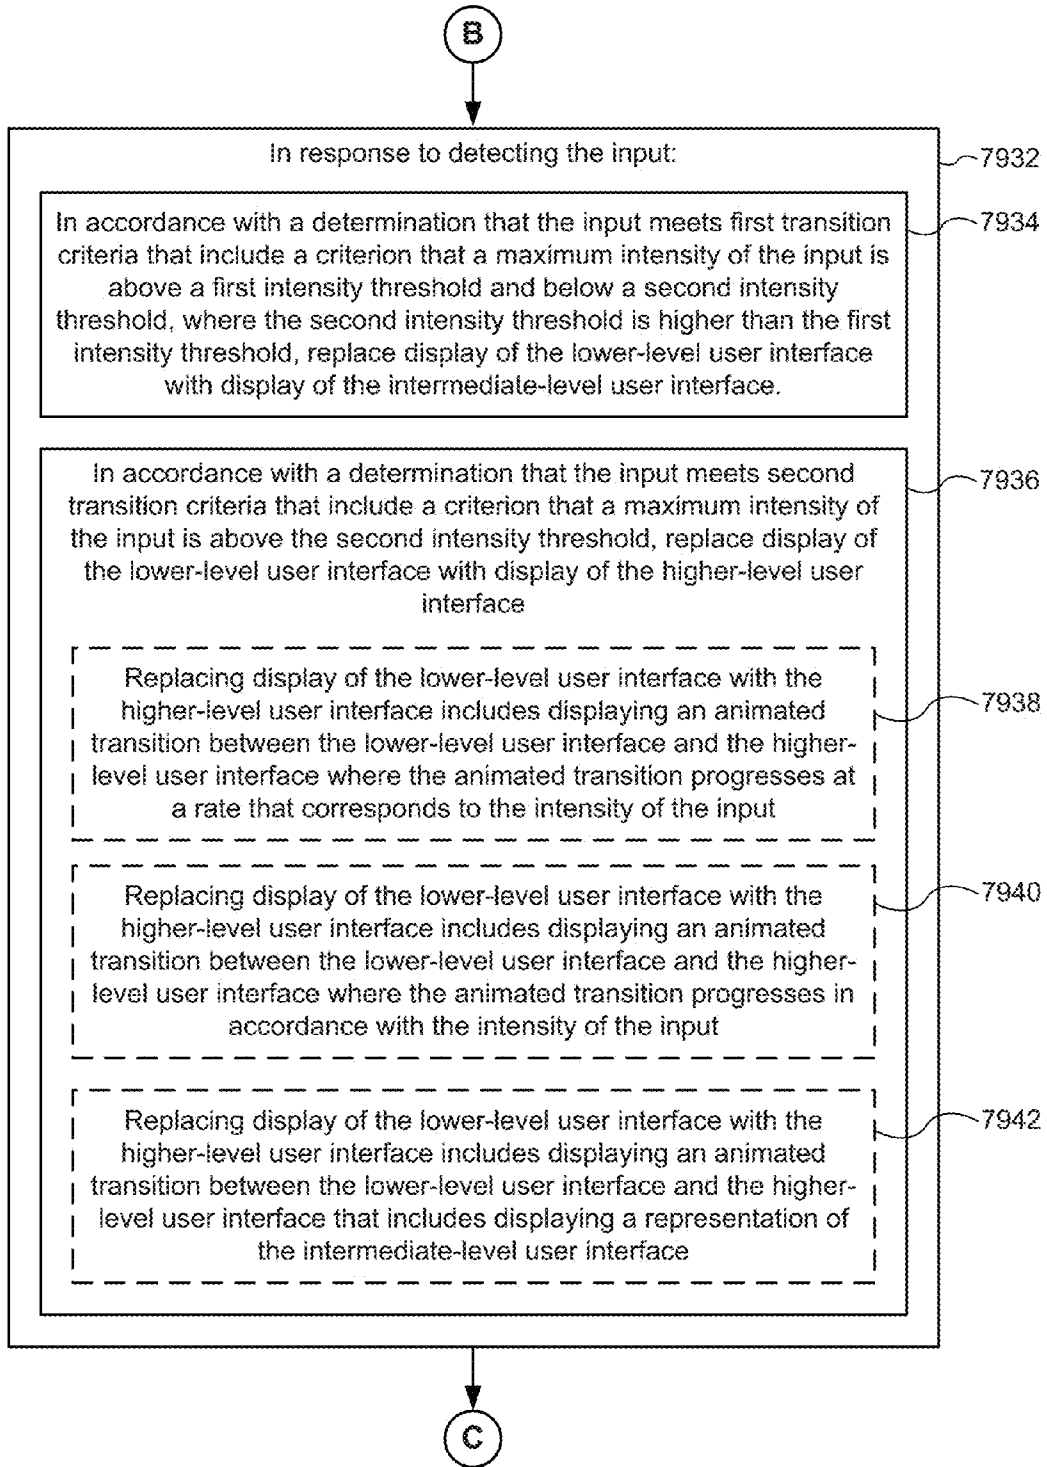 B
In response to detecting the input:
7932
In accordance with a determination that the input meets first transition
criteria that include a criterion that a maximum intensity of the input is
above a first intensity threshold and below a second intensity
threshold, where the second intensity threshold is higher than the first
intensity threshold, replace display of the lower-level user interface
with display of the intermediate-level user interface.
7934
In accordance with a determination that the input meets second
transition criteria that include a criterion that a maximum intensity of
the input is above the second intensity threshold, replace display of
the lower-level user interface with display of the higher-level user
interface
7936
Replacing display of the lower-level user interface with the
higher-level user interface includes displaying an animated
transition between the lower-level user interface and the higher-
level user interface where the animated transition progresses at
a rate that corresponds to the intensity of the input
7938
Replacing display of the lower-level user interface with the
higher-level user interface includes displaying an animated
transition between the lower-level user interface and the higher-
level user interface where the animated transition progresses in
accordance with the intensity of the input
7940
Replacing display of the lower-level user interface with the
higher-level user interface includes displaying an animated
transition between the lower-level user interface and the higher-
level user interface that includes displaying a representation of
the intermediate-level user interface
7942
C